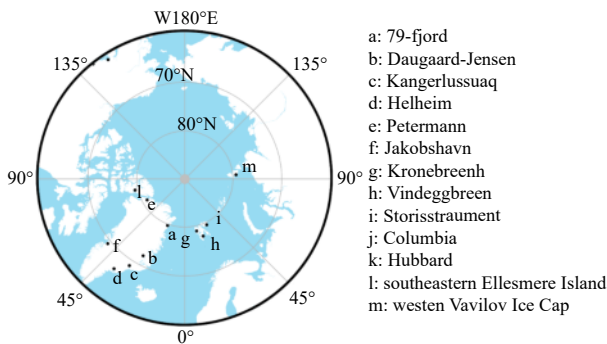 W180°E
135°
135°
70°N
80°N
90°
90°
m
l
e
i
a
g
h
f
b
d
c
45°
45°
0°
a: 79-fjord
b: Daugaard-Jensen
c: Kangerlussuaq
d: Helheim
e: Petermann
f: Jakobshavn
g: Kronebreenh
h: Vindeggbreen
i: Storisstraument
j: Columbia
k: Hubbard
l: southeastern Ellesmere Island
m: westen Vavilov Ice Cap